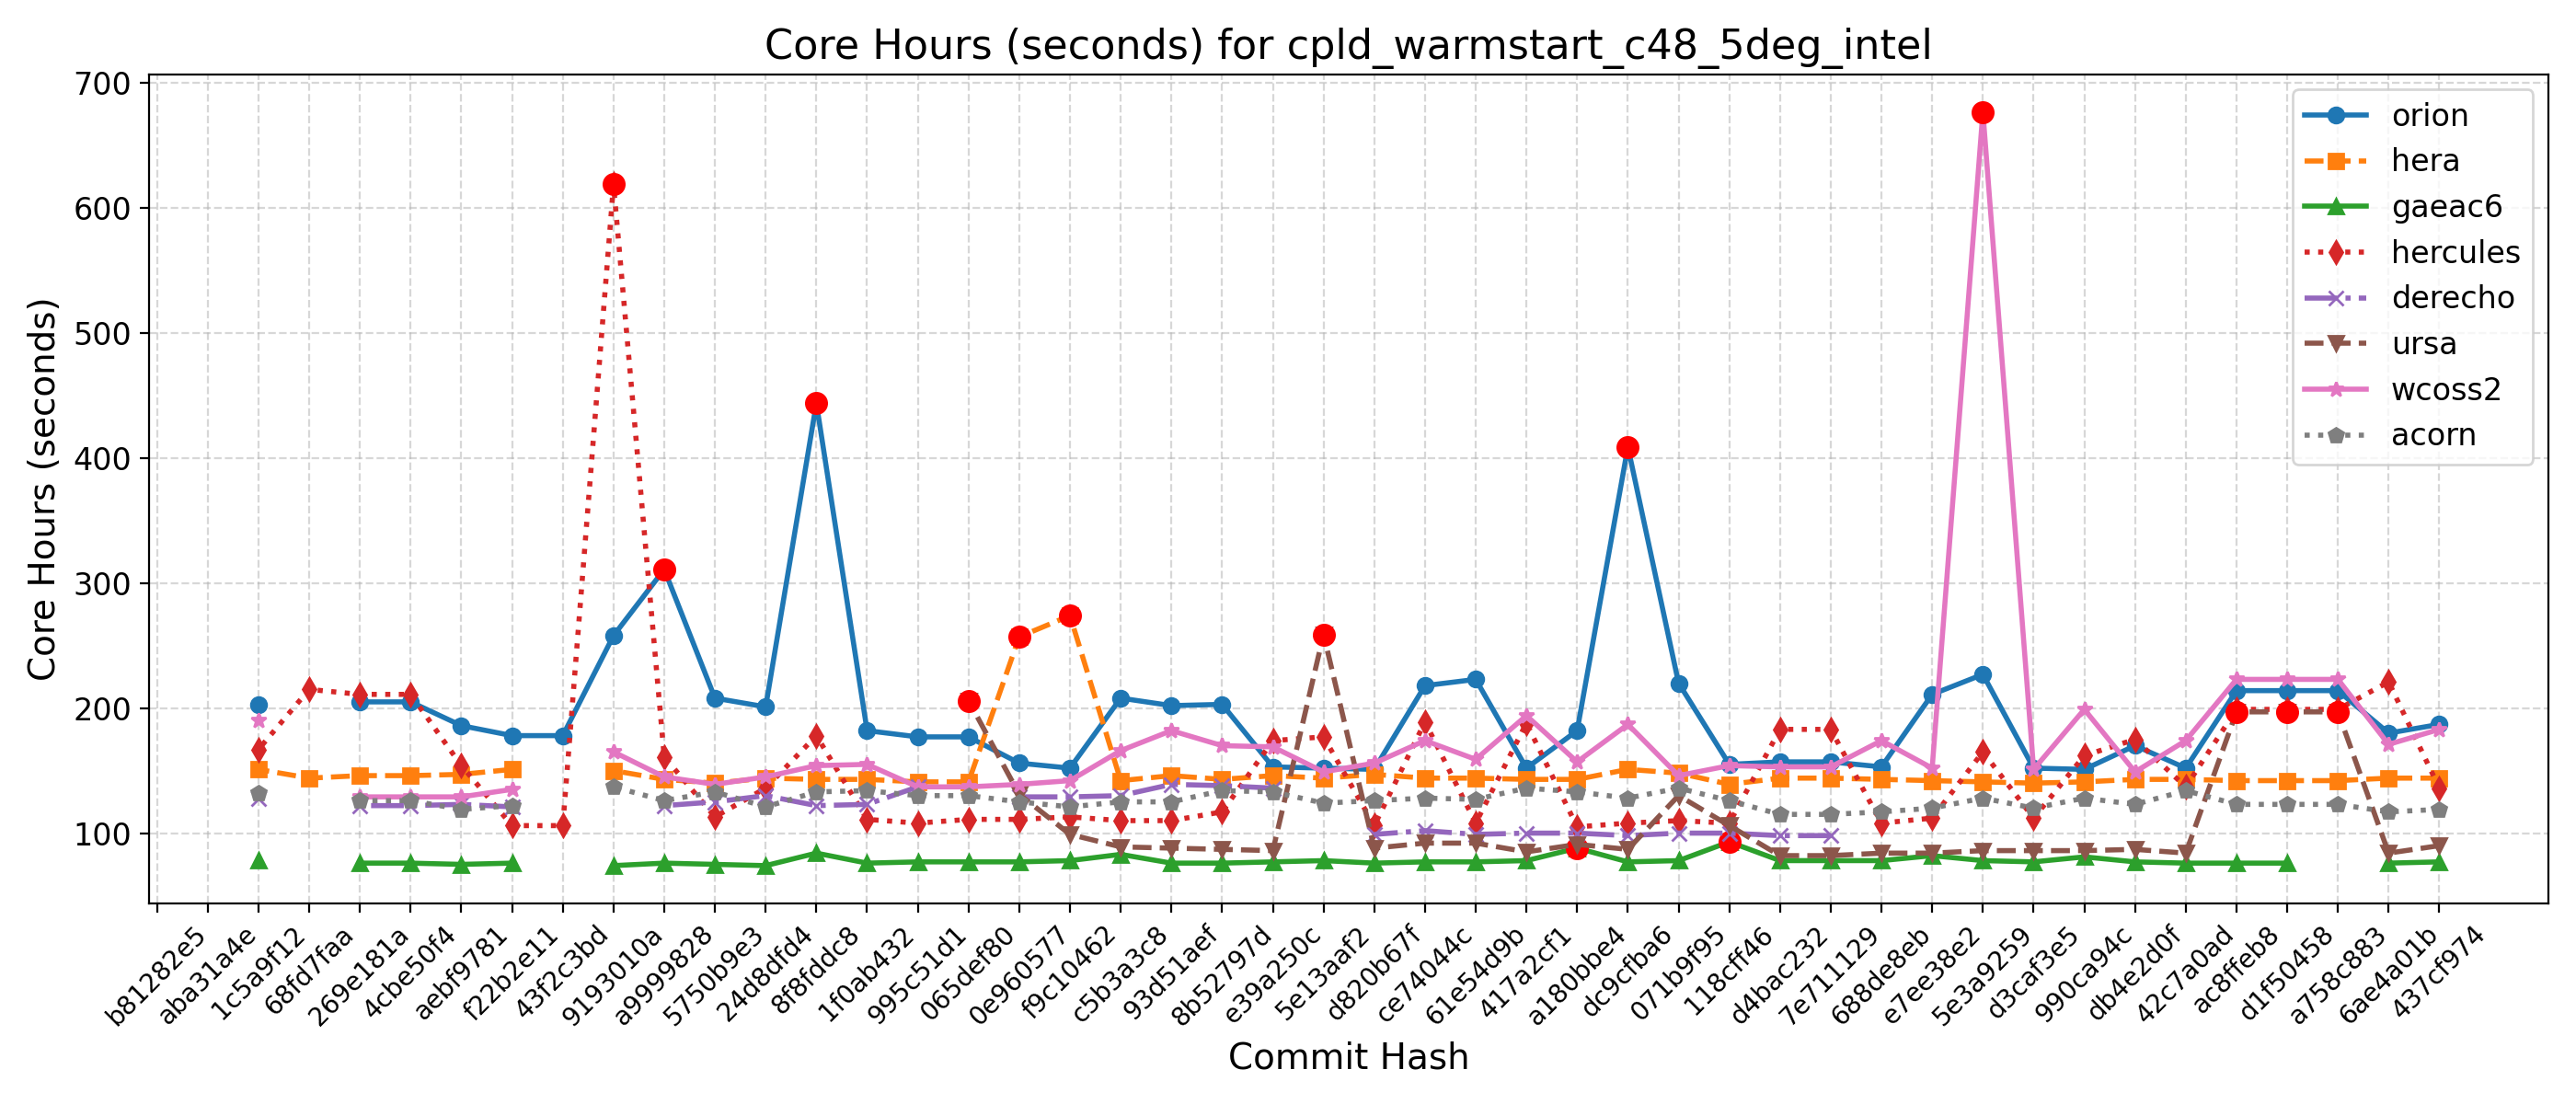 Core Hours (seconds) for cpld_warmstart_c48_5deg_intel
Core Hours (seconds)
700
600
500
400
300
200
100
orion
hera
gaeac6
hercules
derecho
ursa
wcoss2
acorn
b81282e5
aba31a4e
1c5a9f12
68fd7faa
269e181a
4cbe50f4
aebf9781
f22b2e11
43f2c3bd
9193010a
a9999828
5750b9e3
24d8dfd4
8f8fddc8
1f0ab432
995c51d1
065def80
0e960577
f9c10462
c5b3a3c8
93d51aef
8b52797d
e39a250c
5e13aaf2
d820b67f
ce74044c
61e54d9b
417a2cf1
a180bbe4
dc9cfba6
071b9f95
118cff46
d4bac232
7e711129
688de8eb
e7ee38e2
5e3a9259
d3caf3e5
990ca94c
db4e2d0f
42c7a0ad
ac8ffeb8
d1f50458
a758c883
6ae4a01b
437cf974
Commit Hash